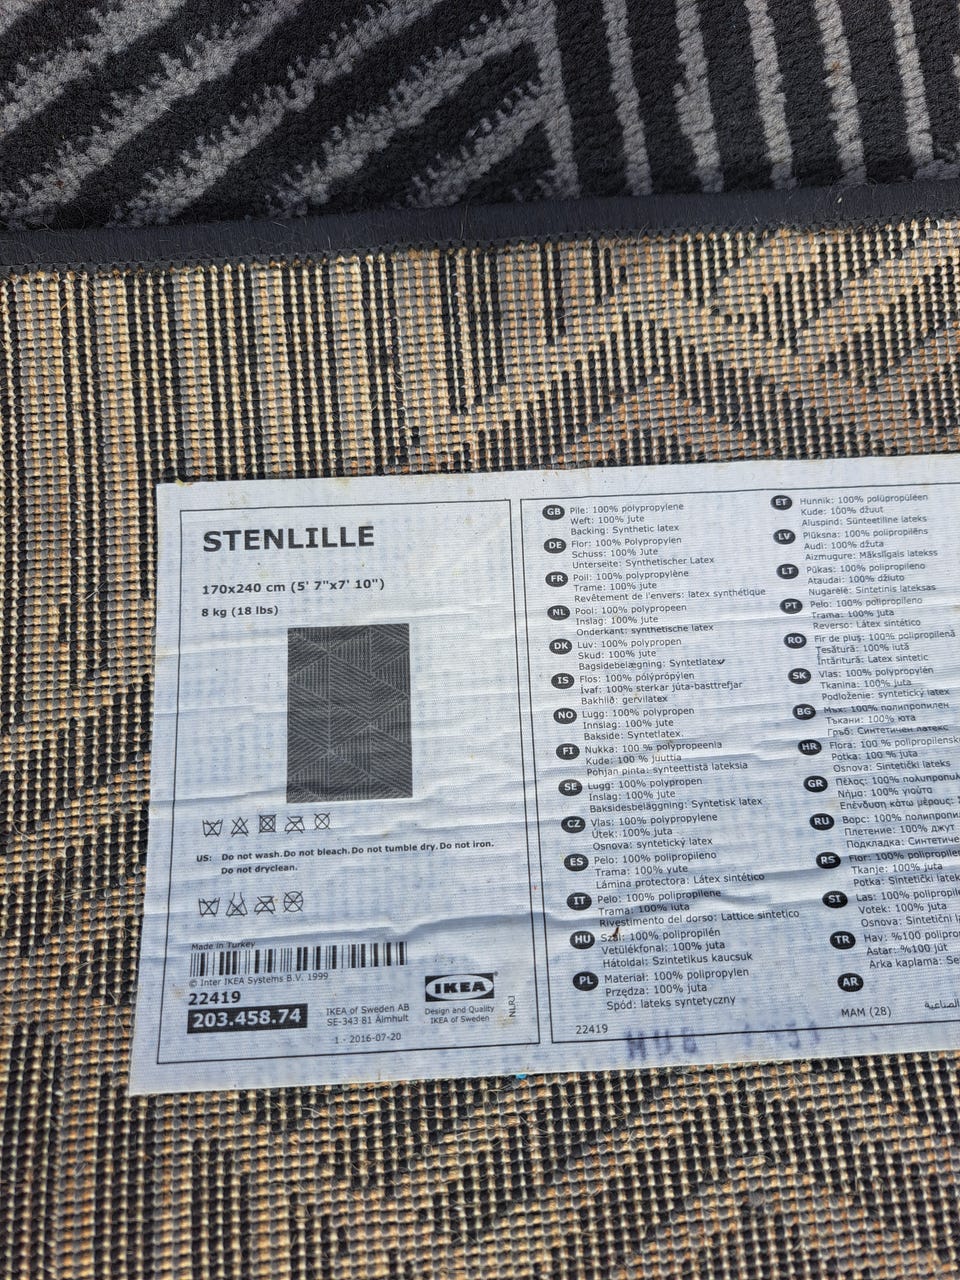 STENLILLE
170x240 cm (5' 7"x7' 10")
8 kg (18 lbs)
US: Do not wash. Do not bleach. Do not tumble dry. Do not iron.
Do not dryclean.
Made in Turkey
© Inter IKEA Systems B.V. 1999
22419
203.458.74
IKEA of Sweden AB
SE-343 81 Älmhult
1 - 2016-07-20
IKEA
Design and Quality
IKEA of Sweden
NLRJ
GB Pile: 100% polypropylene
Weft: 100% jute
Backing: Synthetic latex
DE Flor: 100% Polypropylen
Schuss: 100% Jute
Unterseite: Synthetischer Latex
FR Poil: 100% polypropylène
Trame: 100% jute
Revêtement de l'envers: latex synthétique
NL Pool: 100% polypropeen
Inslag: 100% jute
Onderkant: synthetische latex
DK Luv: 100% polypropylen
Skud: 100% jute
Bagsidebelægning: Syntetlatex
IS Flos: 100% pólýprópýlen
Ívaf: 100% sterkar júta-basttrefjar
Bakhlið: gervilatex
NO Lugg: 100% polypropen
Innslag: 100% jute
Bakside: Syntetlatex.
FI Nukka: 100 % polypropeenia
Kude: 100 % juuttia
Pohjan pinta: synteettistä lateksia
SE Lugg: 100% polypropen
Inslag: 100% jute
Baksidesbeläggning: Syntetisk latex
CZ Vlas: 100% polypropylene
Útek: 100% juta
Osnova: syntetický latex
ES Pelo: 100% polipropileno
Trama: 100% yute
Lámina protectora: Látex sintético
IT Pelo: 100% polipropilene
Trama: 100% iuta
Rivestimento del dorso: Lattice sintetico
HU Szál: 100% polipropilén
Vetülékfonal: 100% juta
Hátoldal: Szintetikus kaucsuk
PL Materiał: 100% polipropylen
Przędza: 100% juta
Spód: lateks syntetyczny
22419
ET Hunnik: 100% polüpropüleen
Kude: 100% džuut
Aluspind: Sünteetiline lateks
LV Plūksna: 100% polipropilēns
Audi: 100% džuta
Aizmugure: Mākslīgais latekss
LT Pūkas: 100% polipropileno
Ataudai: 100% džiuto
Nugarėlė: Sintetinis lateksas
PT Pelo: 100% polipropileno
Trama: 100% juta
Reverso: Látex sintético
RO Fir de pluş: 100% polipropilenă
Ţesătură: 100% iută
Întăritură: Latex sintetic
SK Vlas: 100% polypropylén
Tkanina: 100% juta
Podloženie: syntetický latex
BG Мъх: 100% полипропилен
Тъкани: 100% юта
Гръб: Синтетичен латекс
HR Flora: 100 % polipropilensk
Potka: 100 % juta
Osnova: Sintetički lateks
GR Πέλος: 100% πολυπροπυλ
Νήμα: 100% γιούτα
Επένδυση κάτω μέρους:
RU Ворс: 100% полипропи
Плетение: 100% джут
Подкладка: Синтетиче
RS Flor: 100% polipropilen
Tkanje: 100% juta
Potka: Sintetički latek
SI Las: 100% polipropile
Votek: 100% juta
Osnova: Sintetični la
TR Hav: %100 polipro
Astar: %100 jüt
Arka kaplama: Se
AR
MAM (28)